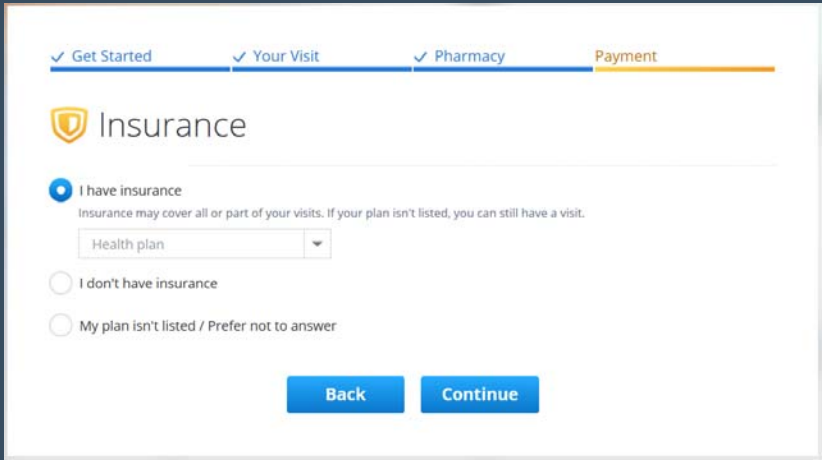 Get Started
Your Visit
Pharmacy
Payment
Insurance
I have insurance
Insurance may cover all or part of your visits. If your plan isn't listed, you can still have a visit.
Health plan
I don't have insurance
My plan isn't listed / Prefer not to answer
Back
Continue